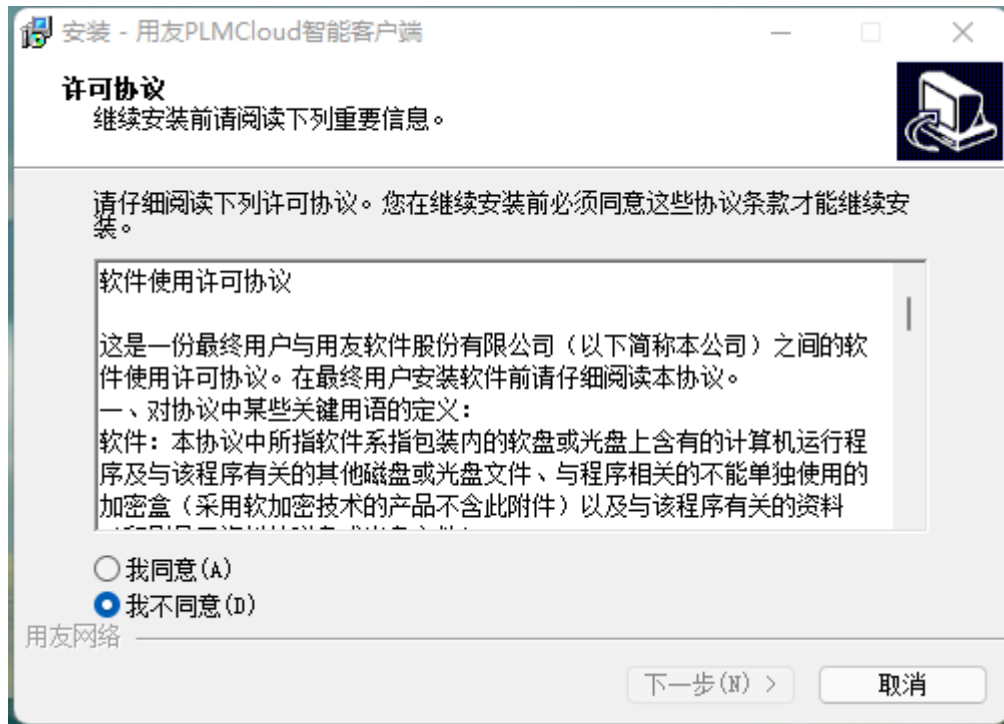 安装 - 用友PLMCloud智能客户端
许可协议
继续安装前请阅读下列重要信息。
请仔细阅读下列许可协议。您在继续安装前必须同意这些协议条款才能继续安
装。
软件使用许可协议
这是一份最终用户与用友软件股份有限公司（以下简称本公司）之间的软
件使用许可协议。在最终用户安装软件前请仔细阅读本协议。
一、对协议中某些关键用语的定义：
软件：本协议中所指软件系指包装内的软盘或光盘上含有的计算机运行程
序及与该程序有关的其他磁盘或光盘文件、与程序相关的不能单独使用的
加密盒（采用软加密技术的产品不含此附件）以及与该程序有关的资料
我同意(A)
我不同意(D)
用友网络
下一步(N) >
取消